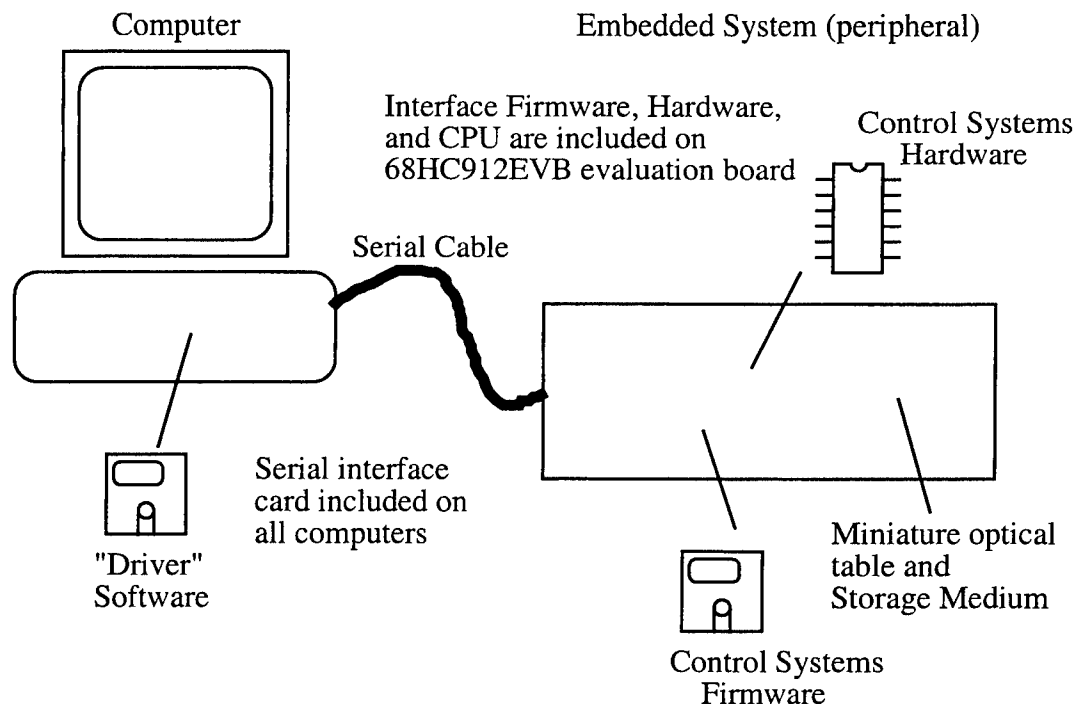 Computer
Embedded System (peripheral)
Interface Firmware, Hardware,
and CPU are included on
68HC912EVB evaluation board
Control Systems
Hardware
Serial Cable
Serial interface
card included on
all computers
"Driver"
Software
Miniature optical
table and
Storage Medium
Control Systems
Firmware